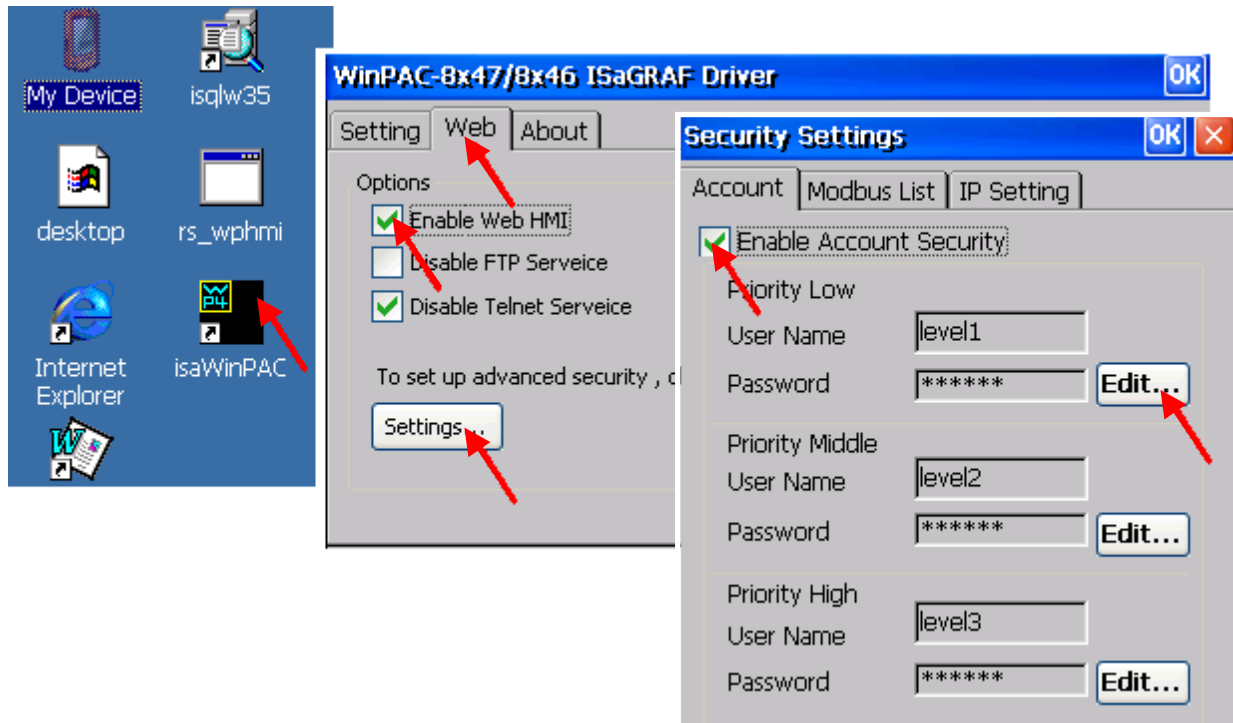 My Device
isqlw35
desktop
rs_wphmi
Internet
Explorer
isaWinPAC
WP4
WinPAC-8x47/8x46 ISaGRAF Driver
OK
Setting
Web
About
Options
Enable Web HMI
Disable FTP Serveice
Disable Telnet Serveice
To set up advanced security ,
Settings...
Security Settings
OK
Account
Modbus List
IP Setting
Enable Account Security
Priority Low
User Name
level1
Password
******
Edit...
Priority Middle
User Name
level2
Password
******
Edit...
Priority High
User Name
level3
Password
******
Edit...